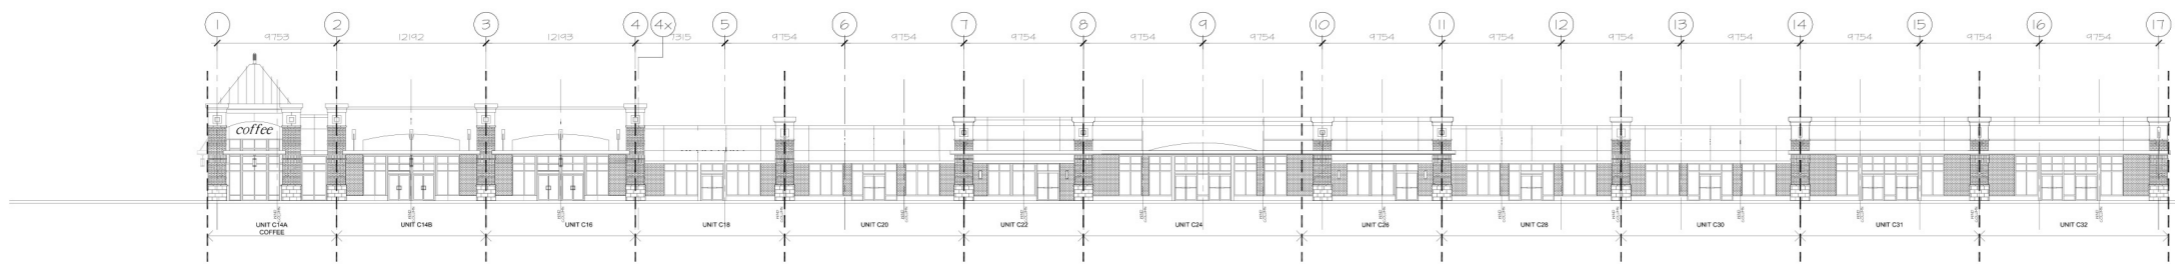 1 2 3 4 4x 5 6 7 8 9 10 11 12 13 14 15 16 17
9753 12192 12193 7315 9754 9754 9754 9754 9754 9754 9754 9754 9754 9754 9754 9754
coffee
UNIT C14A UNIT C14B UNIT C16 UNIT C18 UNIT C20 UNIT C22 UNIT C24 UNIT C26 UNIT C28 UNIT C30 UNIT C31 UNIT C32
COFFEE